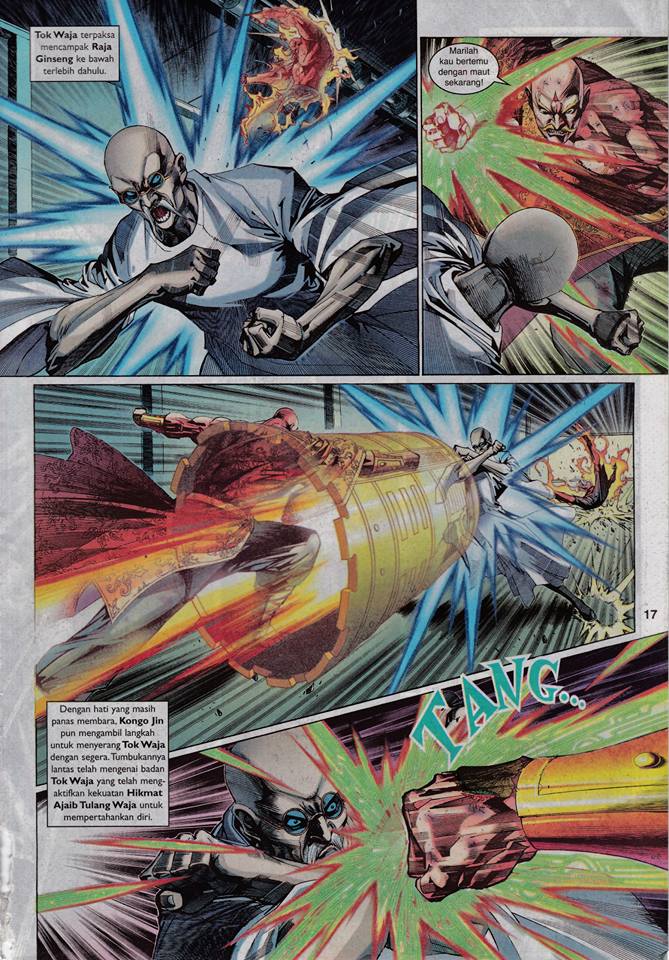 Tok Waja terpaksa
mencampak Raja
Ginseng ke bawah
terlebih dahulu.
Marilah
kau bertemu
dengan maut
sekarang!
17
TANG...
Dengan hati yang masih
panas membara, Kongo Jin
pun mengambil langkah
untuk menyerang Tok Waja
dengan segera. Tumbukannya
lantas telah mengenai badan
Tok Waja yang telah meng-
aktifkan kekuatan Hikmat
Ajaib Tulang Waja untuk
mempertahankan diri.